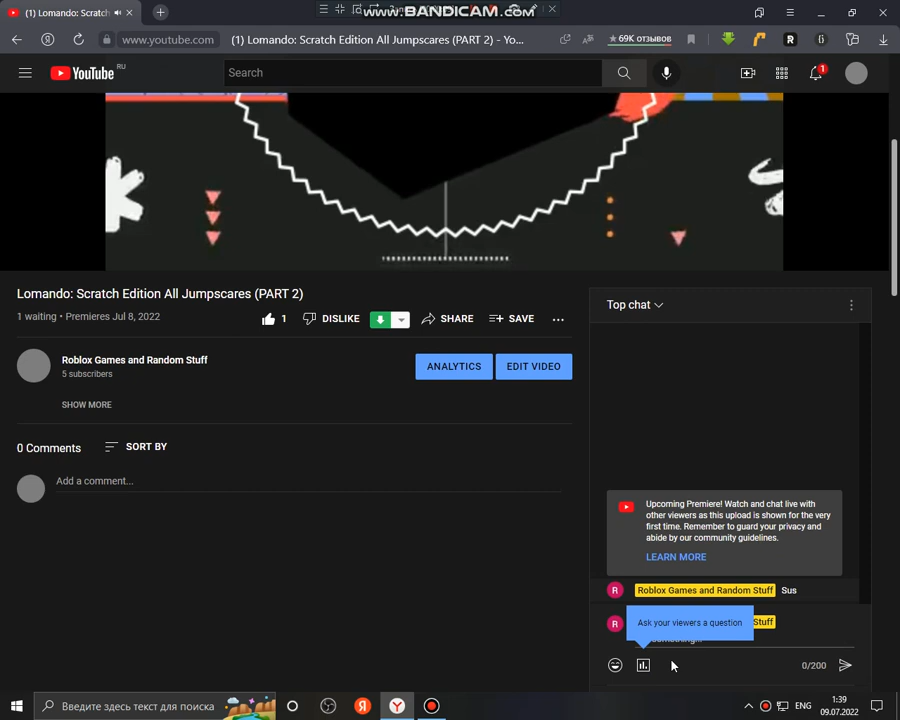 (1) Lomando: Scratch
www.BANDICAM.com
www.youtube.com
(1) Lomando: Scratch Edition All Jumpscares (PART 2) - Yo...
★ 69K отзывов
YouTube RU
Search
1
Lomando: Scratch Edition All Jumpscares (PART 2)
1 waiting • Premieres Jul 8, 2022
1
DISLIKE
SHARE
SAVE
Roblox Games and Random Stuff
5 subscribers
ANALYTICS
EDIT VIDEO
SHOW MORE
0 Comments
SORT BY
Add a comment...
Top chat
Upcoming Premiere! Watch and chat live with
other viewers as this upload is shown for the very
first time. Remember to guard your privacy and
abide by our community guidelines.
LEARN MORE
R
Roblox Games and Random Stuff Sus
R
Stuff
Ask your viewers a question
0/200
Введите здесь текст для поиска
ENG
1:39
09.07.2022